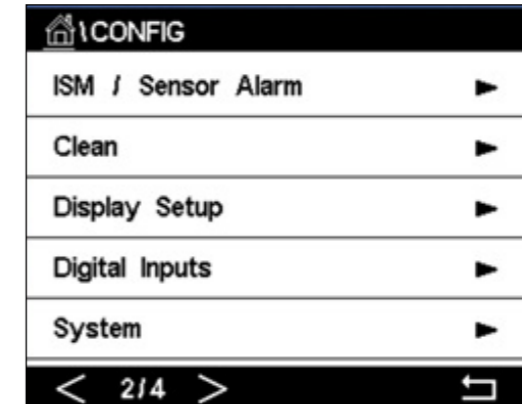 \CONFIG
ISM / Sensor Alarm
Clean
Display Setup
Digital Inputs
System
< 2/4 >